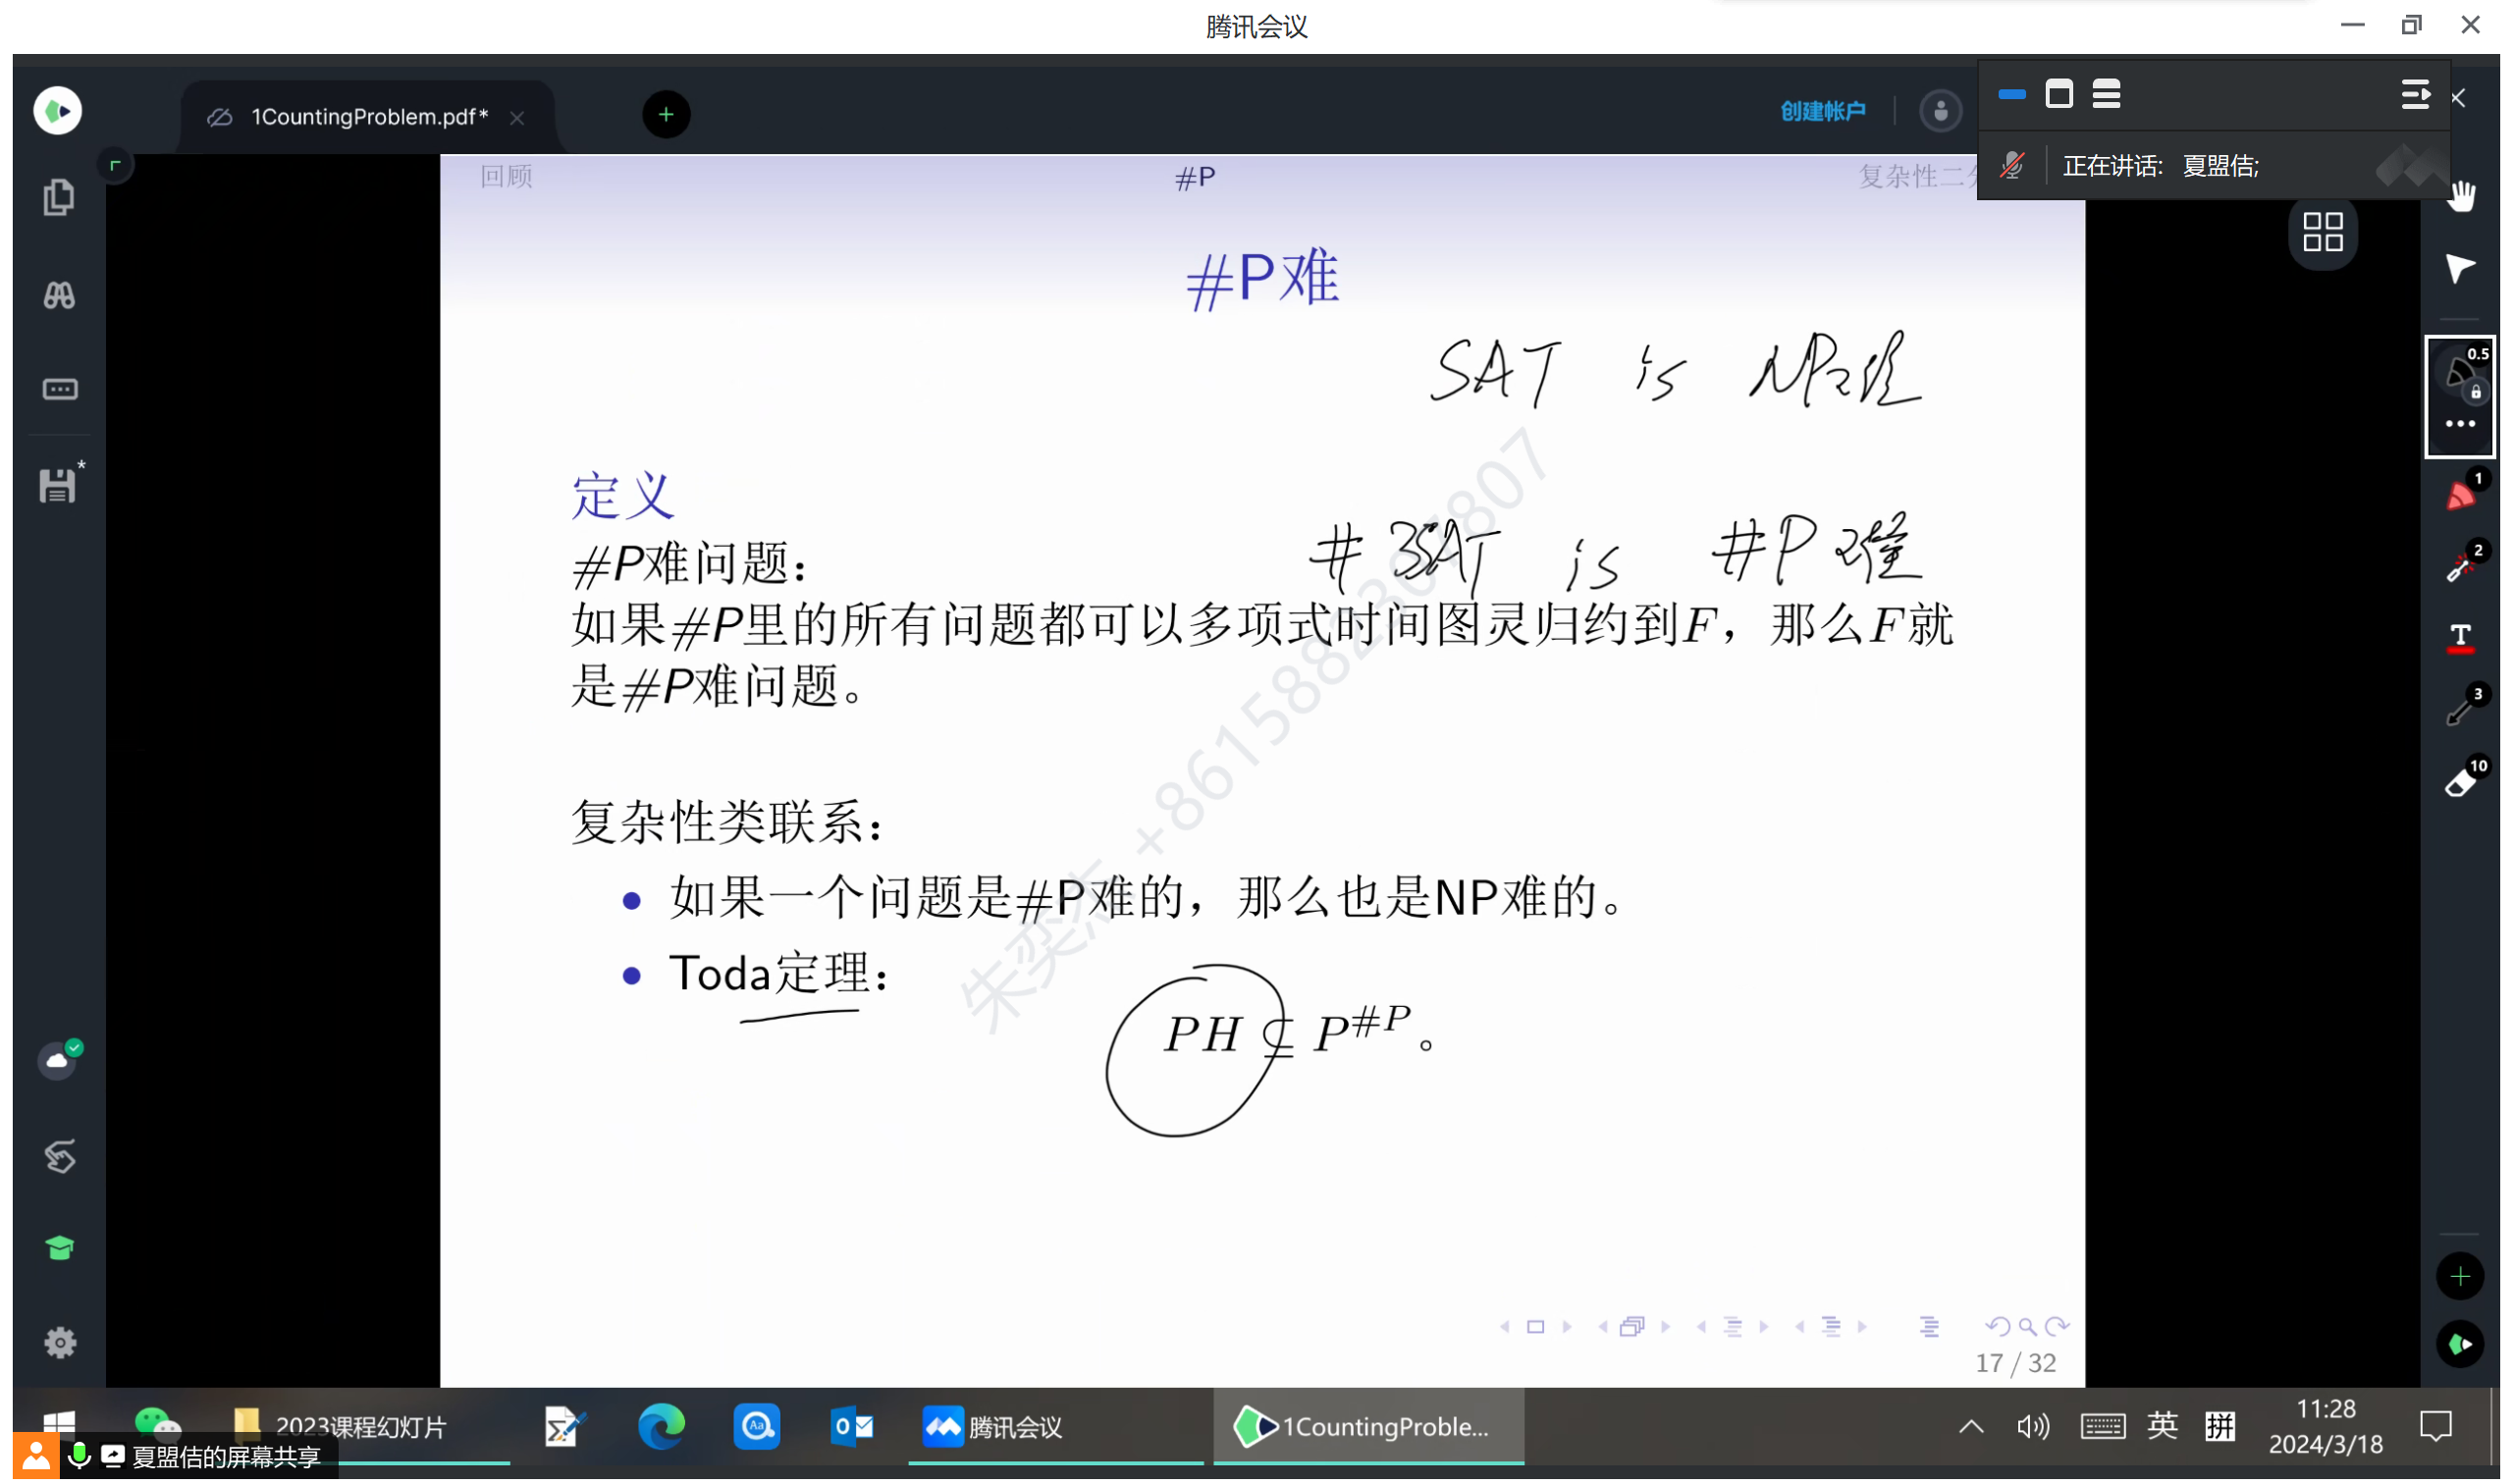 腾讯会议
1CountingProblem.pdf*
创建帐户
正在讲话: 夏盟佶;
回顾
#P
#P难
SAT is NP难
0.5
定义
1
#3SAT is #P难
#P难问题:
2
如果#P里的所有问题都可以多项式时间图灵归约到F，那么F就
是#P难问题。
T
3
10
复杂性类联系:
如果一个问题是#P难的，那么也是NP难的。
Toda定理:
PH ⊆ P^#P。
朱奕杰 +8615882307807
17 / 32
2023课程幻灯片
腾讯会议
1CountingProble...
英
拼
11:28
2024/3/18
夏盟佶的屏幕共享